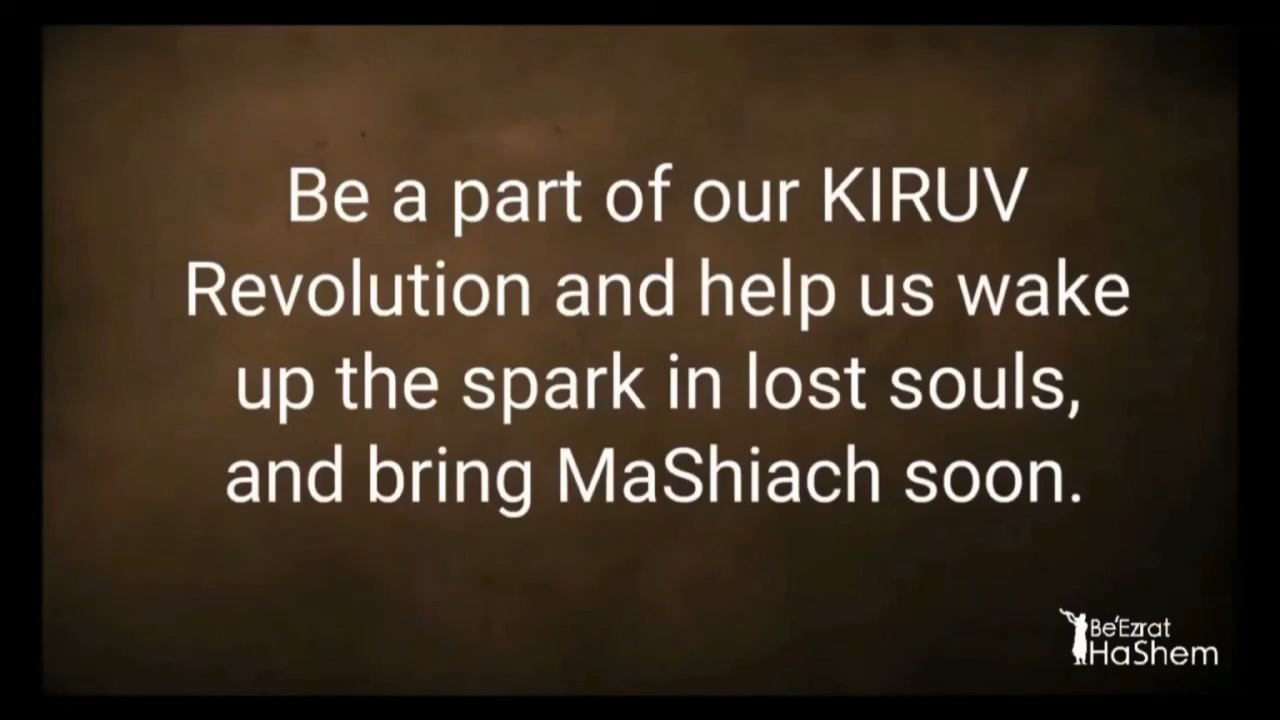 Be a part of our KIRUV
Revolution and help us wake
up the spark in lost souls,
and bring MaShiach soon.
Be'Ezrat
HaShem